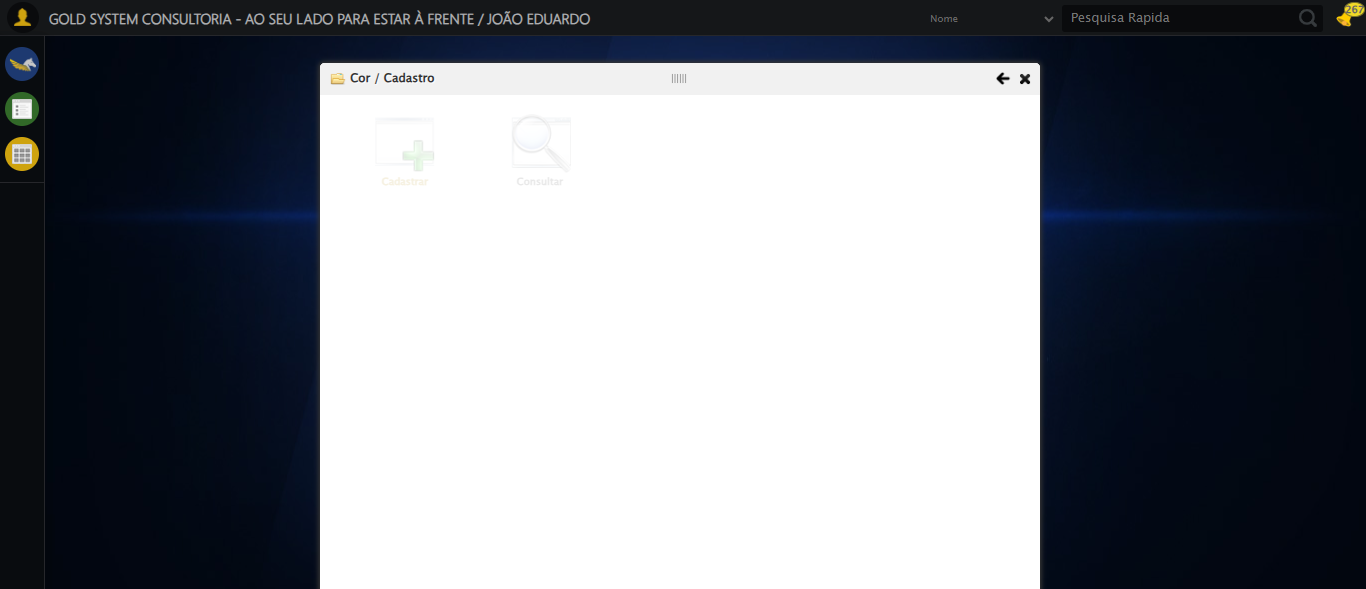 GOLD SYSTEM CONSULTORIA - AO SEU LADO PARA ESTAR À FRENTE / JOÃO EDUARDO
Nome
Pesquisa Rapida
267
Cor / Cadastro
Cadastrar
Consultar